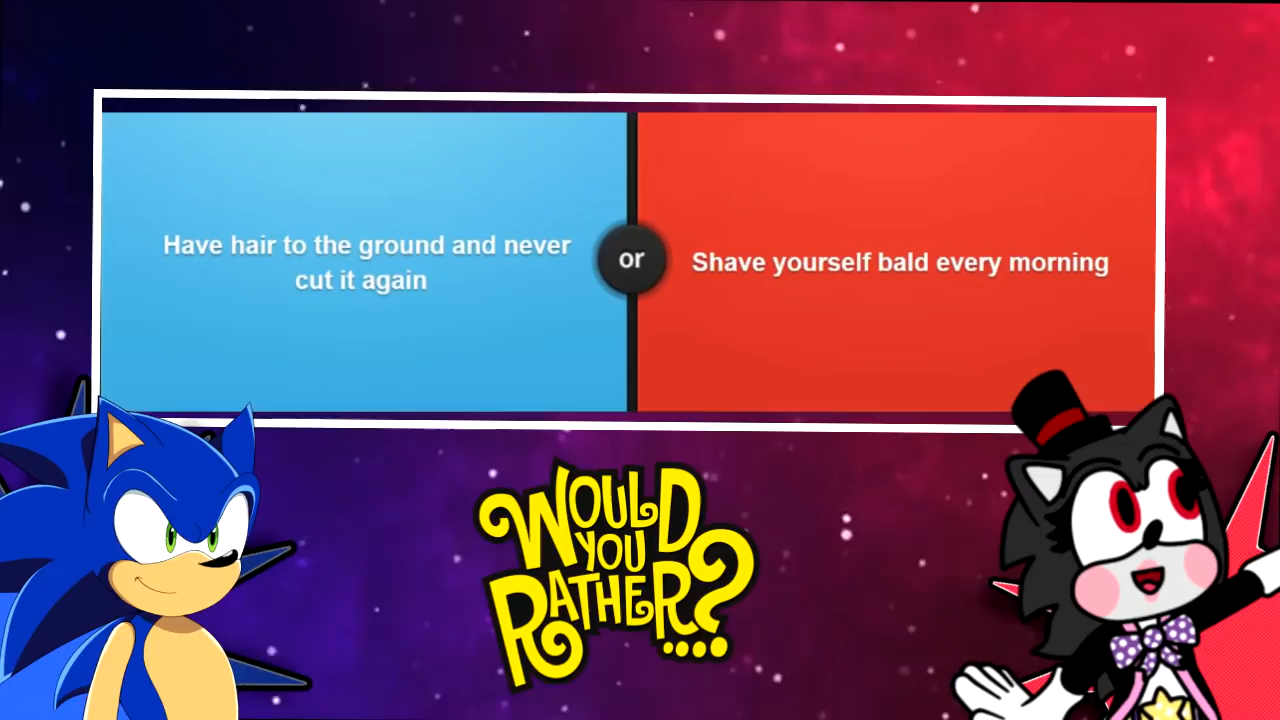 Have hair to the ground and never
cut it again
or
Shave yourself bald every morning
WOULD
YOU
RATHER...?